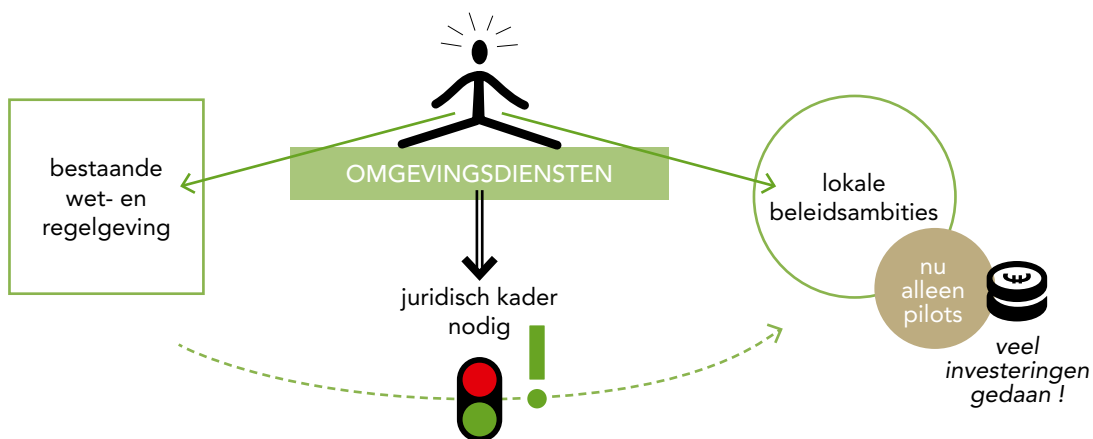 bestaande
wet- en
regelgeving
OMGEVINGSDIENSTEN
juridisch kader
nodig
!
lokale
beleidsambities
nu
alleen
pilots
€
veel
investeringen
gedaan !